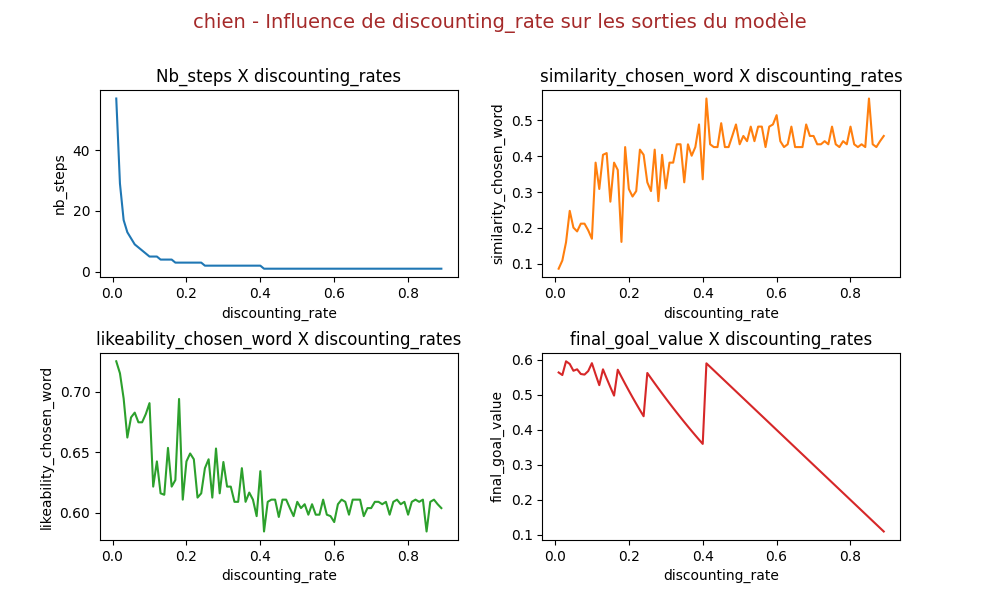 chien - Influence de discounting_rate sur les sorties du modèle
Nb_steps X discounting_rates
nb_steps
40
20
0
0.0 0.2 0.4 0.6 0.8
discounting_rate
similarity_chosen_word X discounting_rates
similarity_chosen_word
0.5
0.4
0.3
0.2
0.1
0.0 0.2 0.4 0.6 0.8
discounting_rate
likeability_chosen_word X discounting_rates
likeability_chosen_word
0.70
0.65
0.60
0.0 0.2 0.4 0.6 0.8
discounting_rate
final_goal_value X discounting_rates
final_goal_value
0.6
0.5
0.4
0.3
0.2
0.1
0.0 0.2 0.4 0.6 0.8
discounting_rate